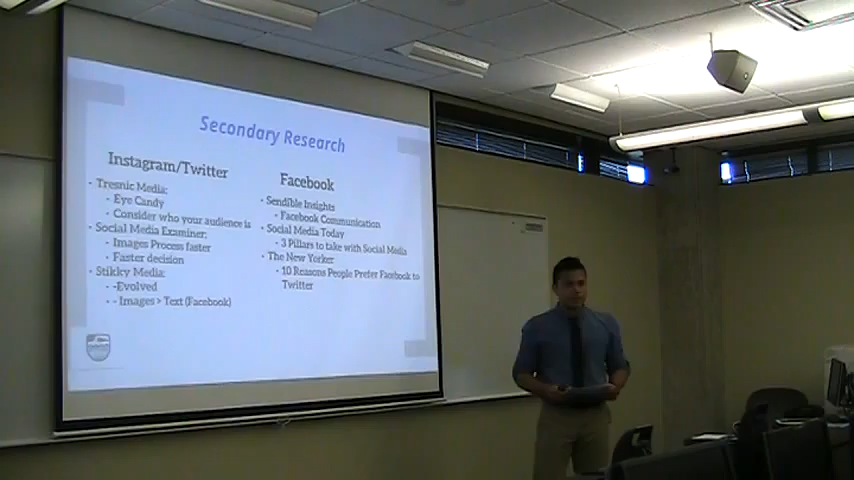 Secondary Research
Instagram/Twitter
- Tresnic Media:
- Eye Candy
- Consider who your audience is
- Social Media Examiner:
- Images Process faster
- Faster decision
- Stikky Media:
- -Evolved
- - Images > Text (Facebook)
Facebook
- Sendible Insights
- Facebook Communication
- Social Media Today
- 3 Pillars to take with Social Media
- The New Yorker
- 10 Reasons People Prefer Facebook to
Twitter